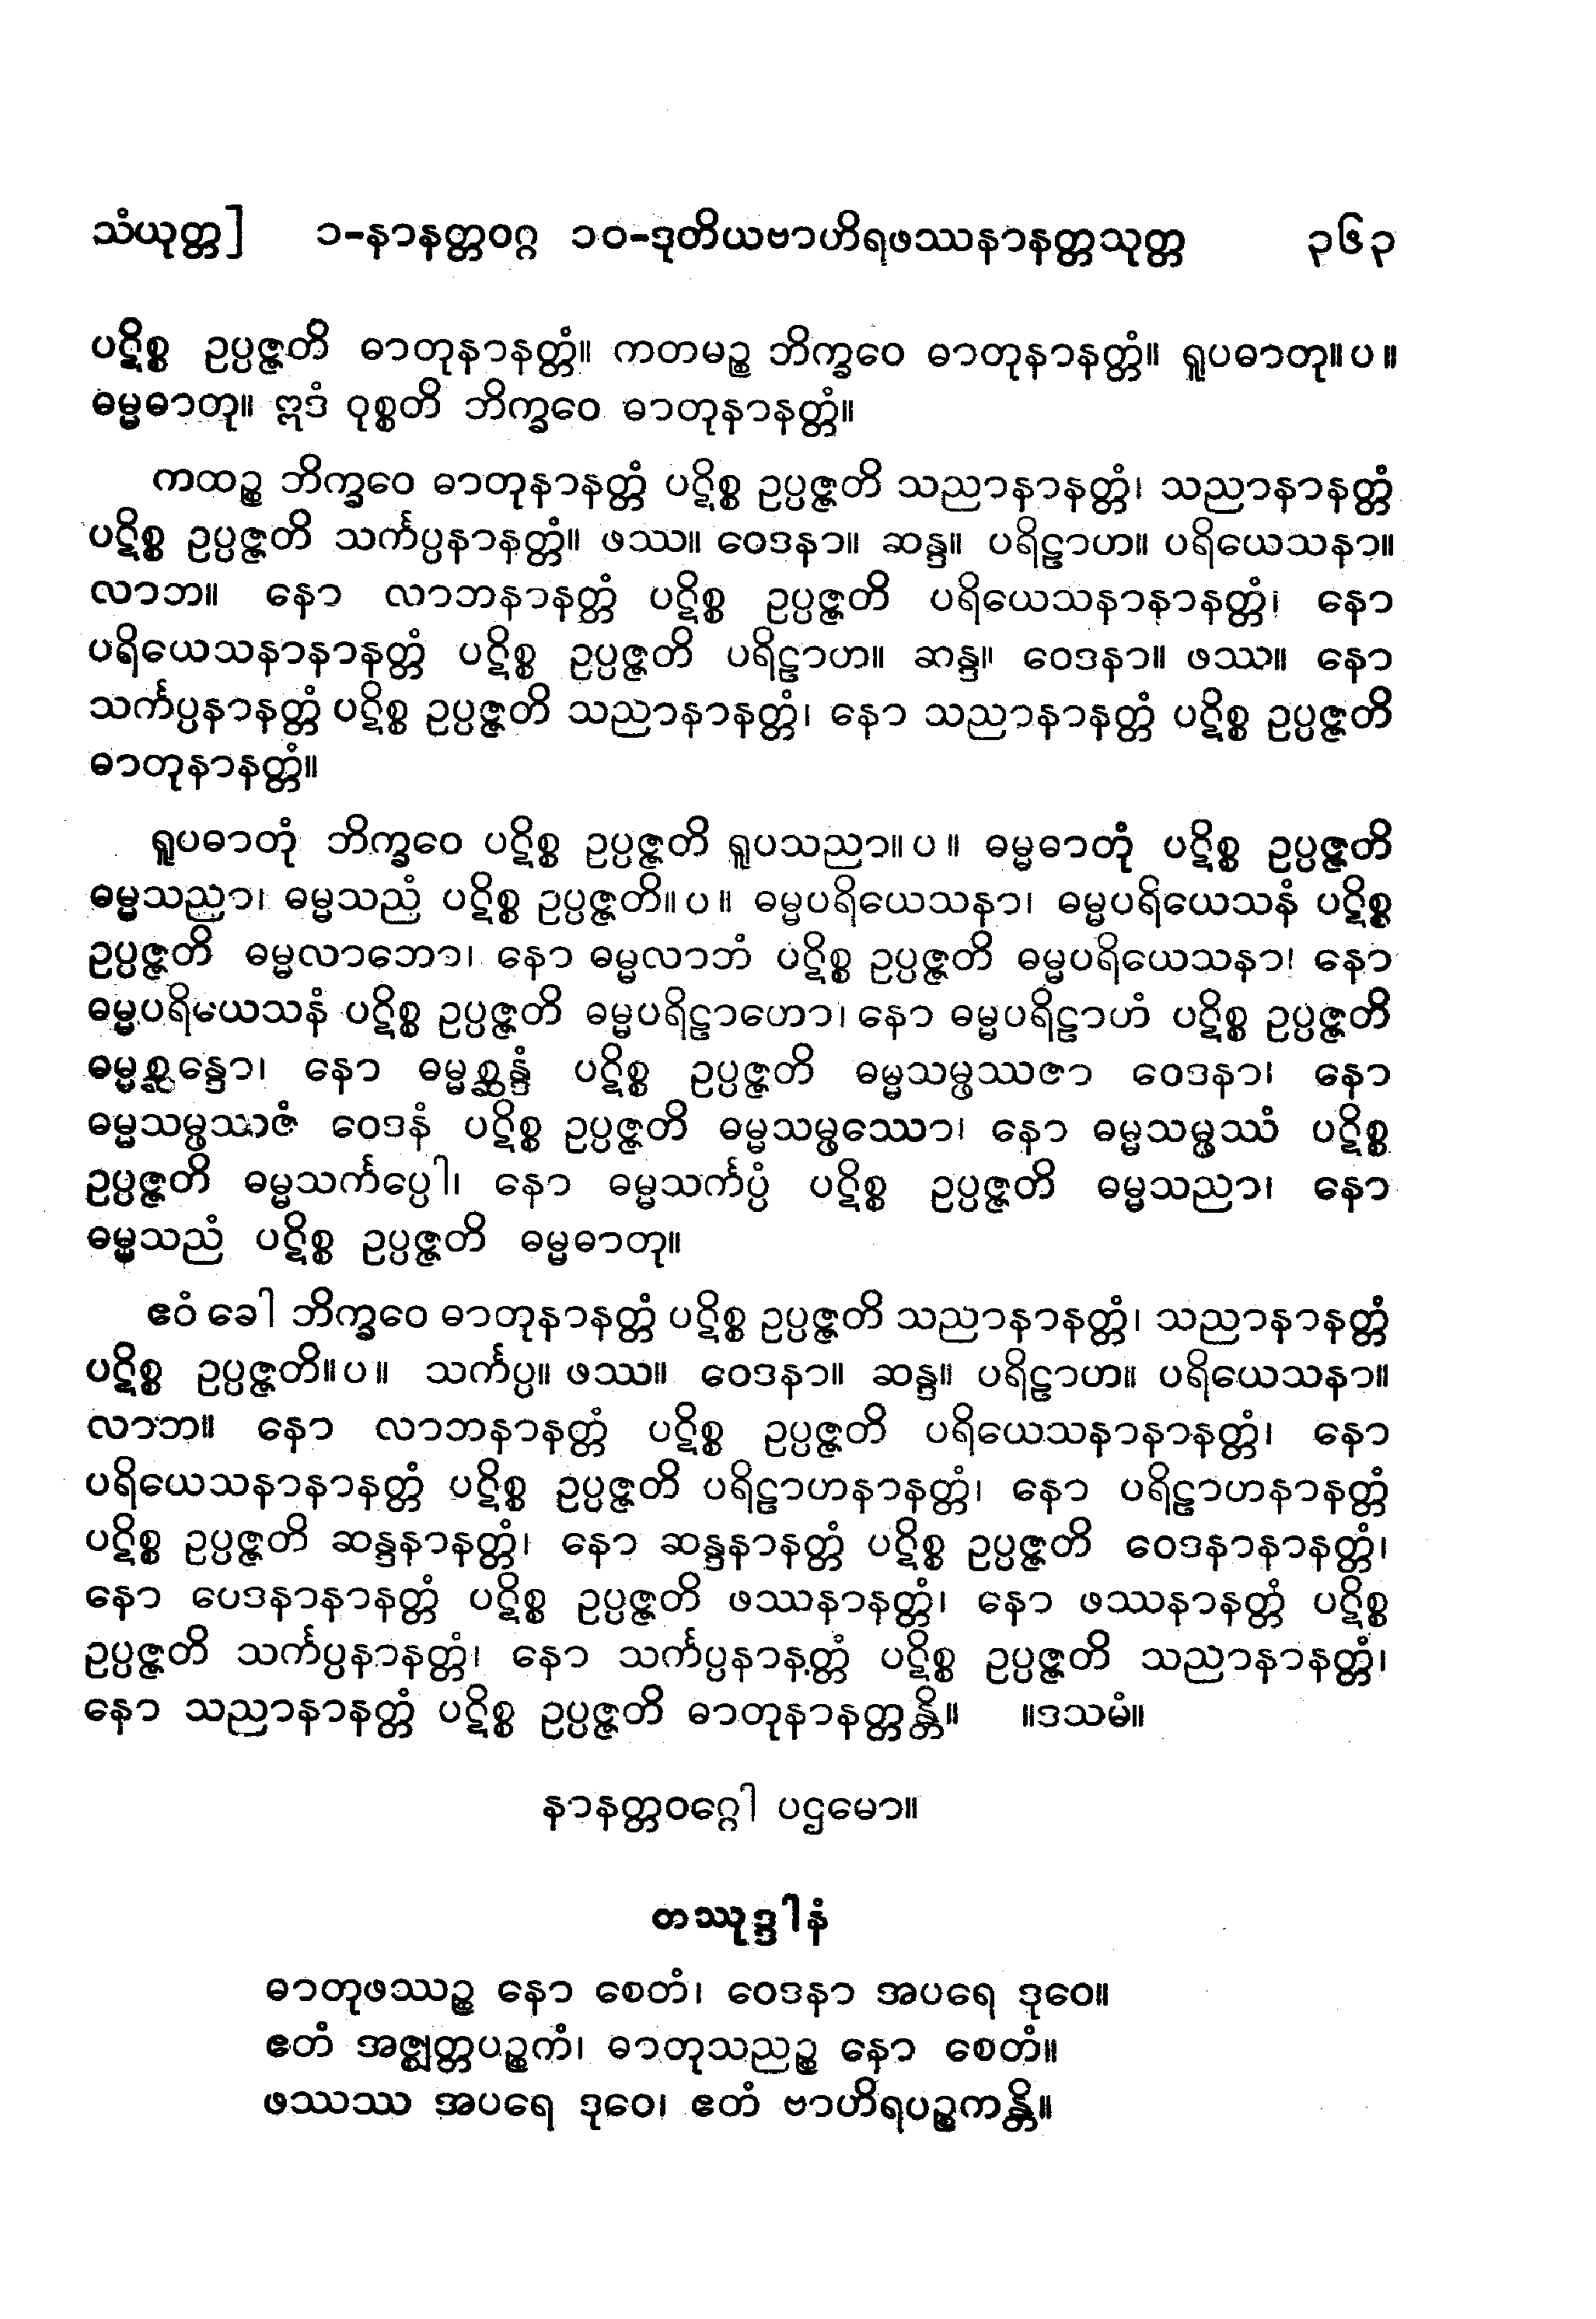 သံယုတ္တ] ၁-နာနတ္တဝဂ္ဂ ၁၀-ဒုတိယဗာဟိရဖဿနာနတ္တသုတ္တ ၃၆၃
ပဋိစ္စ ဥပ္ပဇ္ဇတိ ဓာတုနာနတ္တံ။ ကတမဉ္စ ဘိက္ခဝေ ဓာတုနာနတ္တံ။ ရူပဓာတု။ပ။
ဓမ္မဓာတု။ ဣဒံ ဝုစ္စတိ ဘိက္ခဝေ ဓာတုနာနတ္တံ။
ကထဉ္စ ဘိက္ခဝေ ဓာတုနာနတ္တံ ပဋိစ္စ ဥပ္ပဇ္ဇတိ သညာနာနတ္တံ၊ သညာနာနတ္တံ
ပဋိစ္စ ဥပ္ပဇ္ဇတိ သင်္ကပ္ပနာနတ္တံ။ ဖဿ။ ဝေဒနာ။ ဆန္ဒ။ ပရိဠာဟ။ ပရိယေသနာ။
လာဘ။ နော လာဘနာနတ္တံ ပဋိစ္စ ဥပ္ပဇ္ဇတိ ပရိယေသနာနာနတ္တံ၊ နော
ပရိယေသနာနာနတ္တံ ပဋိစ္စ ဥပ္ပဇ္ဇတိ ပရိဠာဟ။ ဆန္ဒ။ ဝေဒနာ။ ဖဿ။ နော
သင်္ကပ္ပနာနတ္တံ ပဋိစ္စ ဥပ္ပဇ္ဇတိ သညာနာနတ္တံ၊ နော သညာနာနတ္တံ ပဋိစ္စ ဥပ္ပဇ္ဇတိ
ဓာတုနာနတ္တံ။
ရူပဓာတုံ ဘိက္ခဝေ ပဋိစ္စ ဥပ္ပဇ္ဇတိ ရူပသညာ။ပ။ ဓမ္မဓာတုံ ပဋိစ္စ ဥပ္ပဇ္ဇတိ
ဓမ္မသညာ၊ ဓမ္မသညံ ပဋိစ္စ ဥပ္ပဇ္ဇတိ။ပ။ ဓမ္မပရိယေသနာ၊ ဓမ္မပရိယေသနံ ပဋိစ္စ
ဥပ္ပဇ္ဇတိ ဓမ္မလာဘော၊ နော ဓမ္မလာဘံ ပဋိစ္စ ဥပ္ပဇ္ဇတိ ဓမ္မပရိယေသနာ၊ နော
ဓမ္မပရိယေသနံ ပဋိစ္စ ဥပ္ပဇ္ဇတိ ဓမ္မပရိဠာဟော၊ နော ဓမ္မပရိဠာဟံ ပဋိစ္စ ဥပ္ပဇ္ဇတိ
ဓမ္မစ္ဆန္ဒော၊ နော ဓမ္မစ္ဆန္ဒံ ပဋိစ္စ ဥပ္ပဇ္ဇတိ ဓမ္မသမ္ဖဿဇာ ဝေဒနာ၊ နော
ဓမ္မသမ္ဖဿဇံ ဝေဒနံ ပဋိစ္စ ဥပ္ပဇ္ဇတိ ဓမ္မသမ္ဖဿော၊ နော ဓမ္မသမ္ဖဿံ ပဋိစ္စ
ဥပ္ပဇ္ဇတိ ဓမ္မသင်္ကပ္ပေါ၊ နော ဓမ္မသင်္ကပ္ပံ ပဋိစ္စ ဥပ္ပဇ္ဇတိ ဓမ္မသညာ၊ နော
ဓမ္မသညံ ပဋိစ္စ ဥပ္ပဇ္ဇတိ ဓမ္မဓာတု။
ဧဝံ ခေါ ဘိက္ခဝေ ဓာတုနာနတ္တံ ပဋိစ္စ ဥပ္ပဇ္ဇတိ သညာနာနတ္တံ၊ သညာနာနတ္တံ
ပဋိစ္စ ဥပ္ပဇ္ဇတိ။ပ။ သင်္ကပ္ပ။ ဖဿ။ ဝေဒနာ။ ဆန္ဒ။ ပရိဠာဟ။ ပရိယေသနာ။
လာဘ။ နော လာဘနာနတ္တံ ပဋိစ္စ ဥပ္ပဇ္ဇတိ ပရိယေသနာနာနတ္တံ၊ နော
ပရိယေသနာနာနတ္တံ ပဋိစ္စ ဥပ္ပဇ္ဇတိ ပရိဠာဟနာနတ္တံ၊ နော ပရိဠာဟနာနတ္တံ
ပဋိစ္စ ဥပ္ပဇ္ဇတိ ဆန္ဒနာနတ္တံ၊ နော ဆန္ဒနာနတ္တံ ပဋိစ္စ ဥပ္ပဇ္ဇတိ ဝေဒနာနာနတ္တံ၊
နော ပေဒနာနာနတ္တံ ပဋိစ္စ ဥပ္ပဇ္ဇတိ ဖဿနာနတ္တံ၊ နော ဖဿနာနတ္တံ ပဋိစ္စ
ဥပ္ပဇ္ဇတိ သင်္ကပ္ပနာနတ္တံ၊ နော သင်္ကပ္ပနာနတ္တံ ပဋိစ္စ ဥပ္ပဇ္ဇတိ သညာနာနတ္တံ၊
နော သညာနာနတ္တံ ပဋိစ္စ ဥပ္ပဇ္ဇတိ ဓာတုနာနတ္တန္တိ။ ။ဒသမံ။
နာနတ္တဝဂ္ဂေါ ပဌမော။
တဿုဒ္ဒါနံ
ဓာတုဖဿဉ္စ နော စေတံ၊ ဝေဒနာ အပရေ ဒုဝေ။
ဧတံ အဇ္ဈတ္တပဉ္စကံ၊ ဓာတုသညဉ္စ နော စေတံ။
ဖဿဿ အပရေ ဒုဝေ၊ ဧတံ ဗာဟိရပဉ္စကန္တိ။